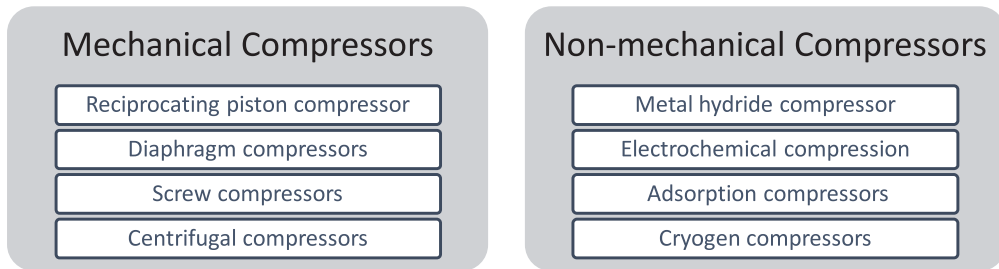 Mechanical Compressors
Reciprocating piston compressor
Diaphragm compressors
Screw compressors
Centrifugal compressors
Non-mechanical Compressors
Metal hydride compressor
Electrochemical compression
Adsorption compressors
Cryogen compressors